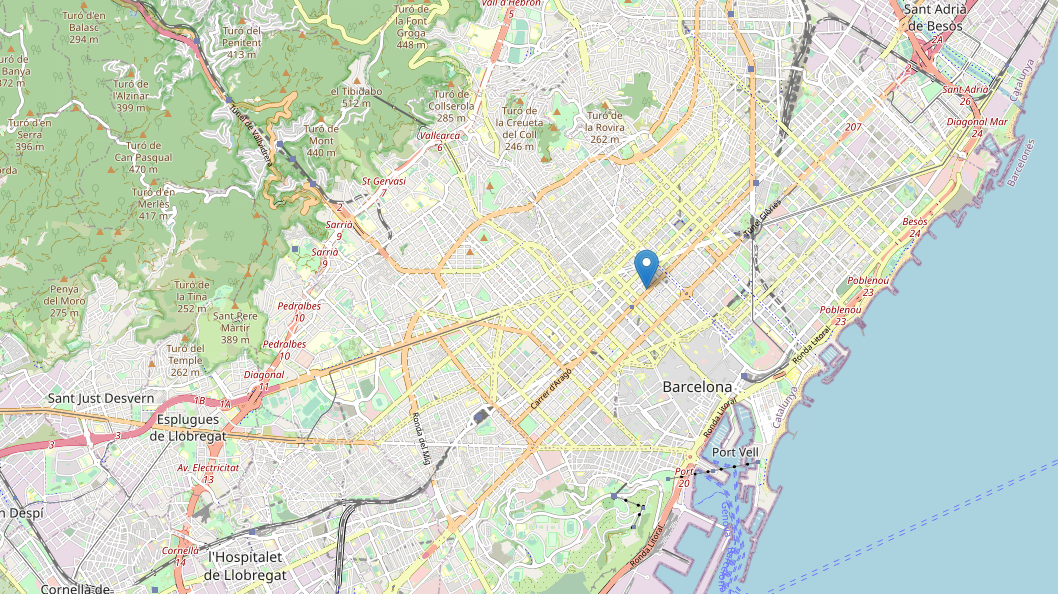 Vall d'Hebron
5
Turó d'en
Balasc
294 m
Turó del
Penitent
413 m
Turó de
la Font
Groga
448 m
Sant Adrià
de Besòs
2A
Catalunya
Turó de
l'Alzinar
399 m
el Tibidabo
512 m
Turó de
Collserola
285 m
Turó de
la Creueta
del Coll
246 m
Turó de
la Rovira
262 m
Sant-Adrià
26
Diagonal Mar
24
207
Barcelonès
Banya
372 m
Turó d'en
Serra
396 m
Túnel de Vallvidrera
Turó de
Mont
440 m
Vallcarca
6
Turó de
Can Pasqual
470 m
St Gervasi
7
Turó d'en
Merlès
417 m
2
Sarrià
9
Sarrià
9
Túnel Glòries
Besòs
24
Penya
del Moro
275 m
Turó de
la Tina
252 m
Sant Pere
Màrtir
389 m
Pedralbes
10
Pedralbes
10
Poblenou
23
Poblenou
23
Ronda Litoral
Turó del
Temple
262 m
Diagonal
11
Carrer d'Aragó
Barcelona
Sant Just Desvern
1B
1A
Esplugues
de Llobregat
3
3
Ronda del Mig
Ronda Litoral
Catalunya
Port Vell
Av. Electricitat
13
Port
20
n Despí
Cornellà
14
l'Hospitalet
de Llobregat
Ronda Litoral
Cornellà de